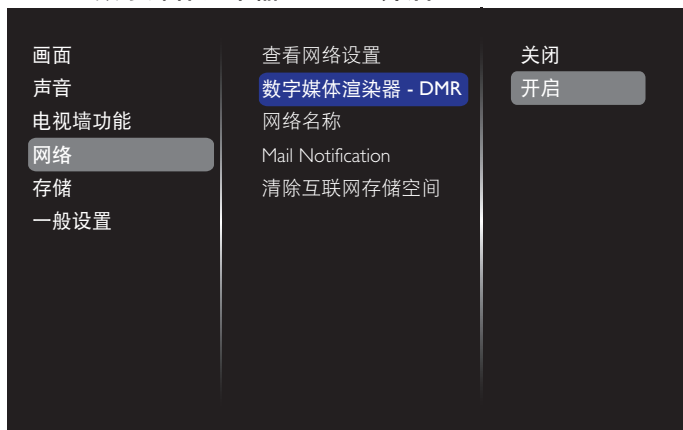 画面
声音
电视墙功能
网络
存储
一般设置
查看网络设置
数字媒体渲染器 - DMR
网络名称
Mail Notification
清除互联网存储空间
关闭
开启